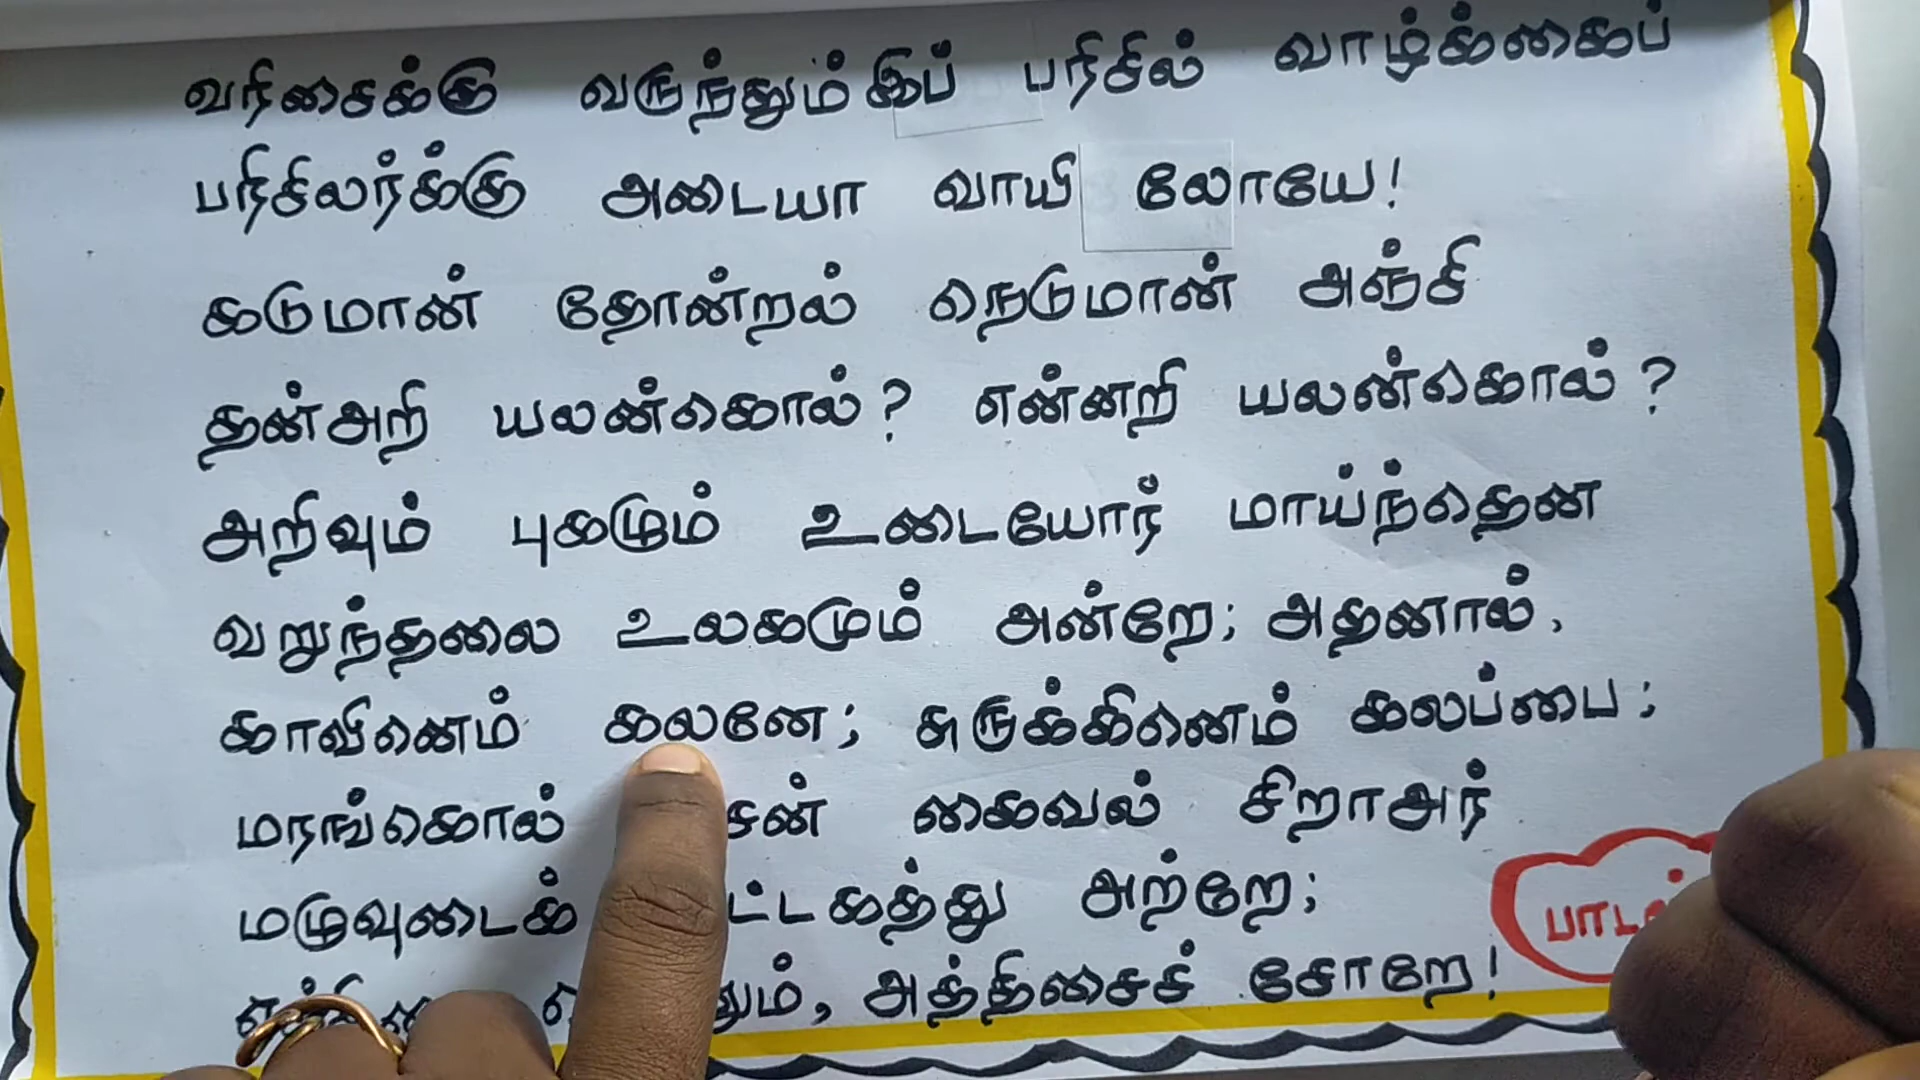 வரிசைக்கு வருந்தும்இப் பரிசில் வாழ்க்கைப்
பரிசிலர்க்கு அடையா வாயி லோயே!
கடுமான் தோன்றல் நெடுமான் அஞ்சி
தன்அறி யலன்கொல்? என்னறி யலன்கொல்?
அறிவும் புகழும் உடையோர் மாய்ந்தென
வறுந்தலை உலகமும் அன்றே; அதனால்,
காவினெம் கலனே; சுருக்கினெம் கலப்பை;
மரங்கொல் கைவல் சிறாஅர்
மழுவுடைக் அற்றே;
அத்திசைச் சோறே!